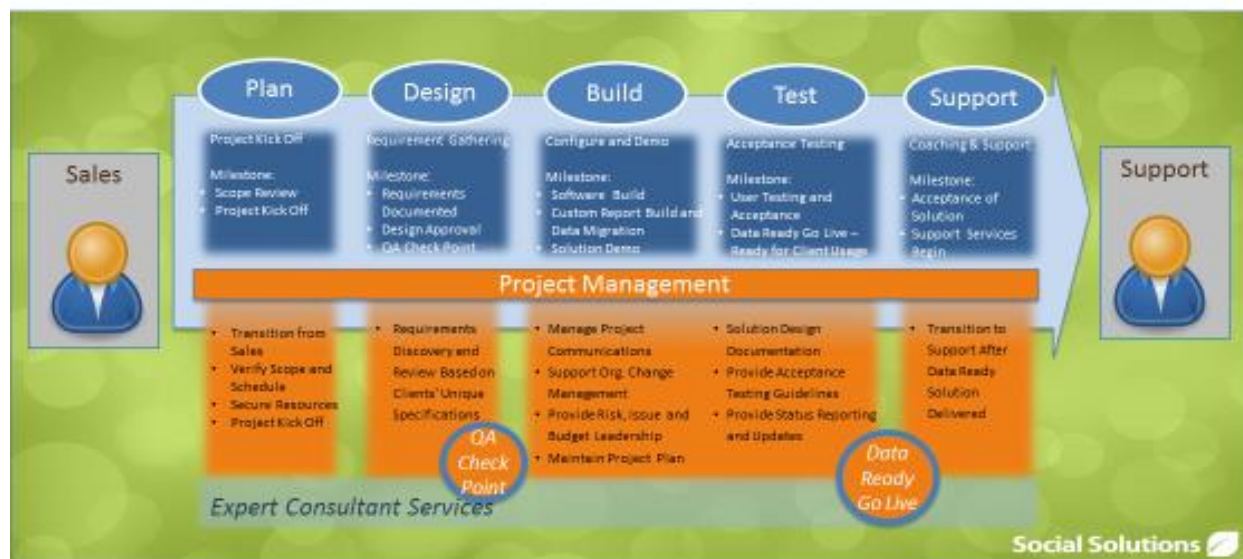 Plan
Design
Build
Test
Support
Sales
Support
Project Kick Off
Milestone:
• Scope Review
• Project Kick Off
Requirement Gathering
Milestone:
• Requirements
Documented
• Design Approval
• QA Check Point
Configure and Demo
Milestone:
• Software Build
• Custom Report Build and
Data Migration
• Solution Demo
Acceptance Testing
Milestone:
• User Testing and
Acceptance
• Data Ready Go Live –
Ready for Client Usage
Coaching & Support
Milestone:
• Acceptance of
Solution
• Support Services
Begin
Project Management
• Transition from
Sales
• Verify Scope and
Schedule
• Secure Resources
• Project Kick Off
• Requirements
Discovery and
Review Based on
Clients' Unique
Specifications
• Manage Project
Communications
• Support Org. Change
Management
• Provide Risk, Issue and
Budget Leadership
• Maintain Project Plan
• Solution Design
Documentation
• Provide Acceptance
Testing Guidelines
• Provide Status Reporting
and Updates
• Transition to
Support After
Data Ready
Solution
Delivered
QA
Check
Point
Data
Ready
Go Live
Expert Consultant Services
Social Solutions